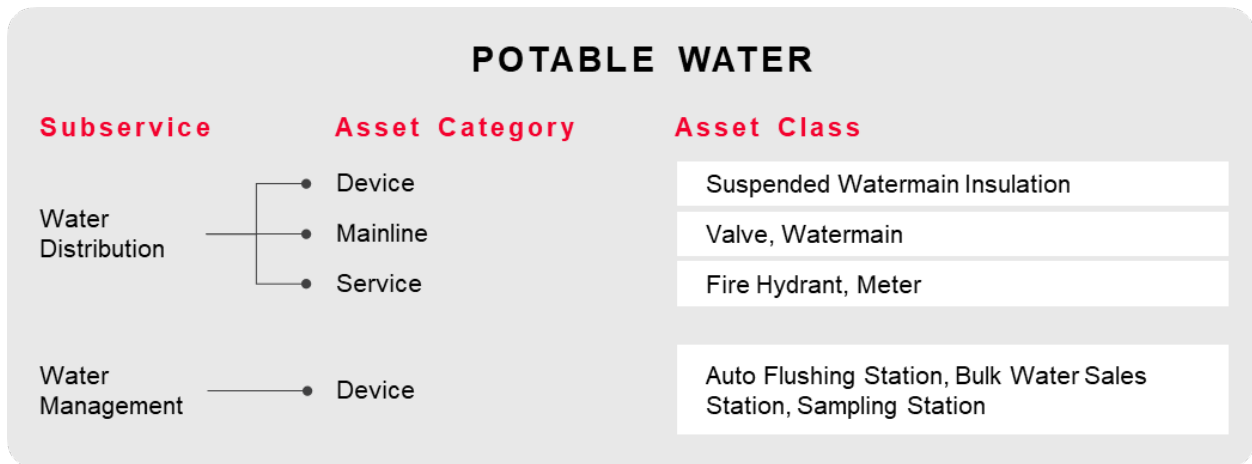 POTABLE WATER
Subservice Asset Category Asset Class
Water
Distribution
Device Suspended Watermain Insulation
Mainline Valve, Watermain
Service Fire Hydrant, Meter
Water
Management
Device
Auto Flushing Station, Bulk Water Sales
Station, Sampling Station